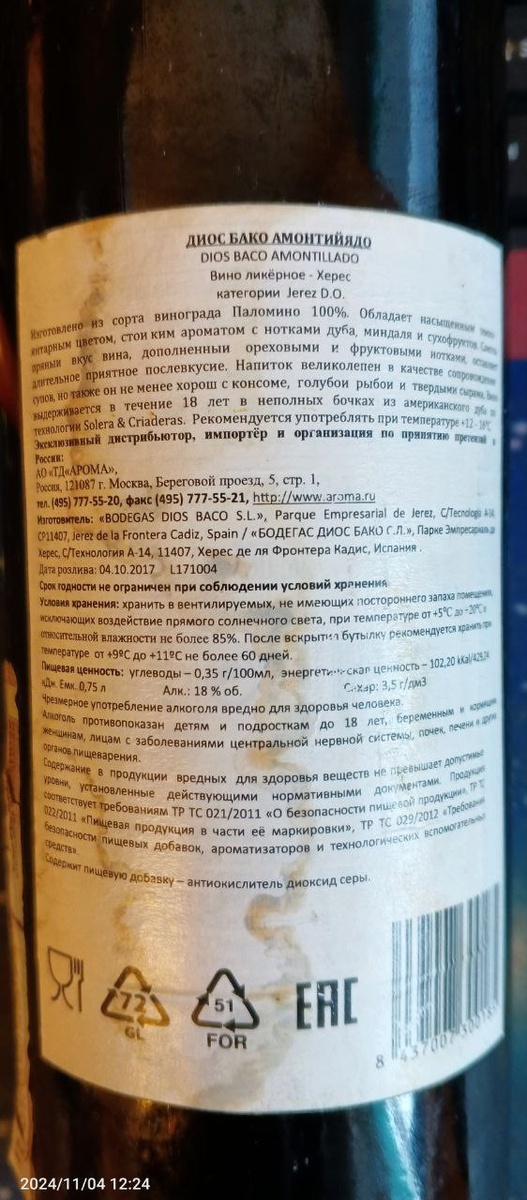 ДИОС БАКО АМОНТИЙЯДО
DIOS BACO AMONTILLADO
Вино ликёрное - Херес
категории Jerez D.O.
Изготовлено из сорта винограда Паломино 100%. Обладает насыщенным темно
янтарным цветом, стойким ароматом с нотками дуба, миндаля и сухофруктов.
пряный вкус вина, дополненный ореховыми и фруктовыми нотками, оставляет
длительное приятное послевкусие. Напиток великолепен в качестве сопровождения
супов, но также он не менее хорош с консоме, голубой рыбой и твердыми сырами.
выдерживается в течение 18 лет в неполных бочках из американского дуба по
технологии Solera & Criaderas. Рекомендуется употреблять при температуре +12 - 16°С
Эксклюзивный дистрибьютор, импортёр и организация по принятию претензий в
России:
АО «ТД«АРОМА»,
Россия, 121087 г. Москва, Береговой проезд, 5, стр. 1,
тел. (495) 777-55-20, факс (495) 777-55-21, http://www.aroma.ru
Изготовитель: «BODEGAS DIOS BACO S.L.», Parque Empresarial de Jerez, C/Tecnologia A-14,
CP11407, Jerez de la Frontera Cadiz, Spain / «БОДЕГАС ДИОС БАКО С.Л.», Парке Эмпресариаль де
Херес, С/Технология А-14, 11407, Херес де ля Фронтера Кадис, Испания .
Дата розлива: 04.10.2017 L171004
Срок годности не ограничен при соблюдении условий хранения
Условия хранения: хранить в вентилируемых, не имеющих постороннего запаха помещениях,
исключающих воздействие прямого солнечного света, при температуре от +5°С до +20°С и
относительной влажности не более 85%. После вскрытия бутылку рекомендуется хранить при
температуре от +9°С до +11°С не более 60 дней.
Пищевая ценность: углеводы – 0,35 г/100мл, энергетическая ценность – 102,20 kKal/429,24
кДж. Емк. 0,75 л Алк.: 18 % об. Сахар: 3,5 г/дм3
Чрезмерное употребление алкоголя вредно для здоровья человека.
Алкоголь противопоказан детям и подросткам до 18 лет, беременным и кормящим
женщинам, лицам с заболеваниями центральной нервной системы, почек, печени и других
органов пищеварения.
Содержание в продукции вредных для здоровья веществ не превышает допустимые
уровни, установленные действующими нормативными документами. Продукция
соответствует требованиям ТР ТС 021/2011 «О безопасности пищевой продукции», ТР ТС
022/2011 «Пищевая продукция в части её маркировки», ТР ТС 029/2012 «Требования
безопасности пищевых добавок, ароматизаторов и технологических вспомогательных
средств».
Содержит пищевую добавку – антиокислитель диоксид серы.
72
GL
51
FOR
EAC
2024/11/04 12:24